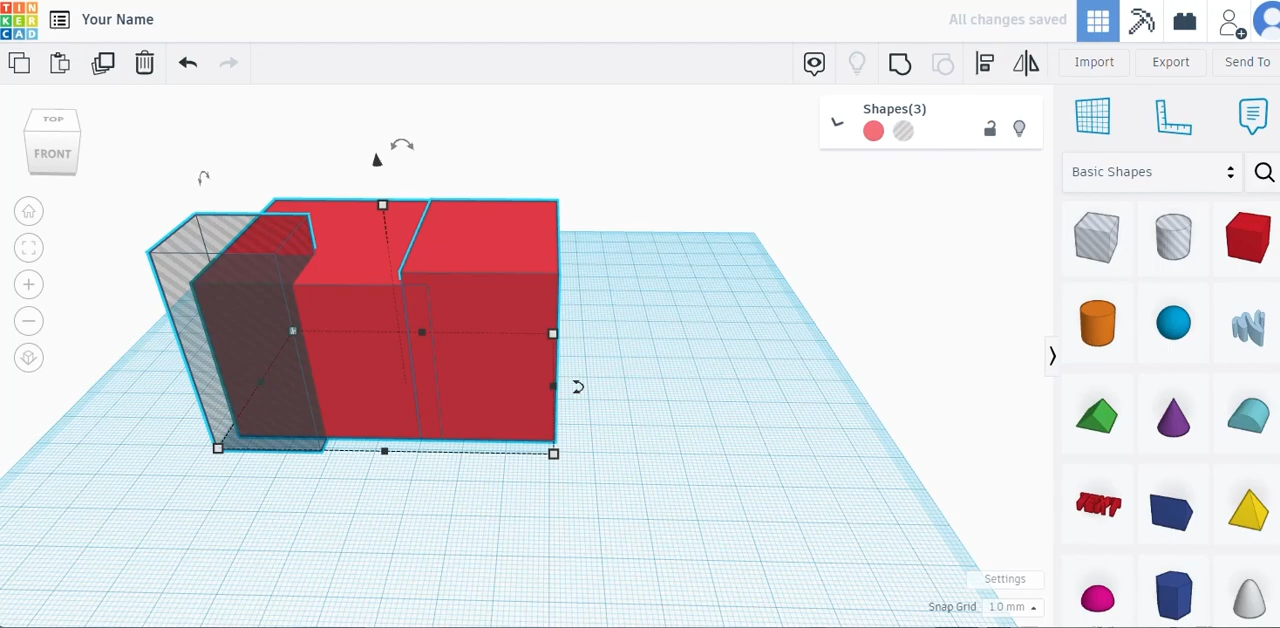 TIN
KER
CAD
Your Name
All changes saved
Import
Export
Send To
TOP
FRONT
Shapes(3)
Basic Shapes
TEXT
Settings
Snap Grid 1.0 mm